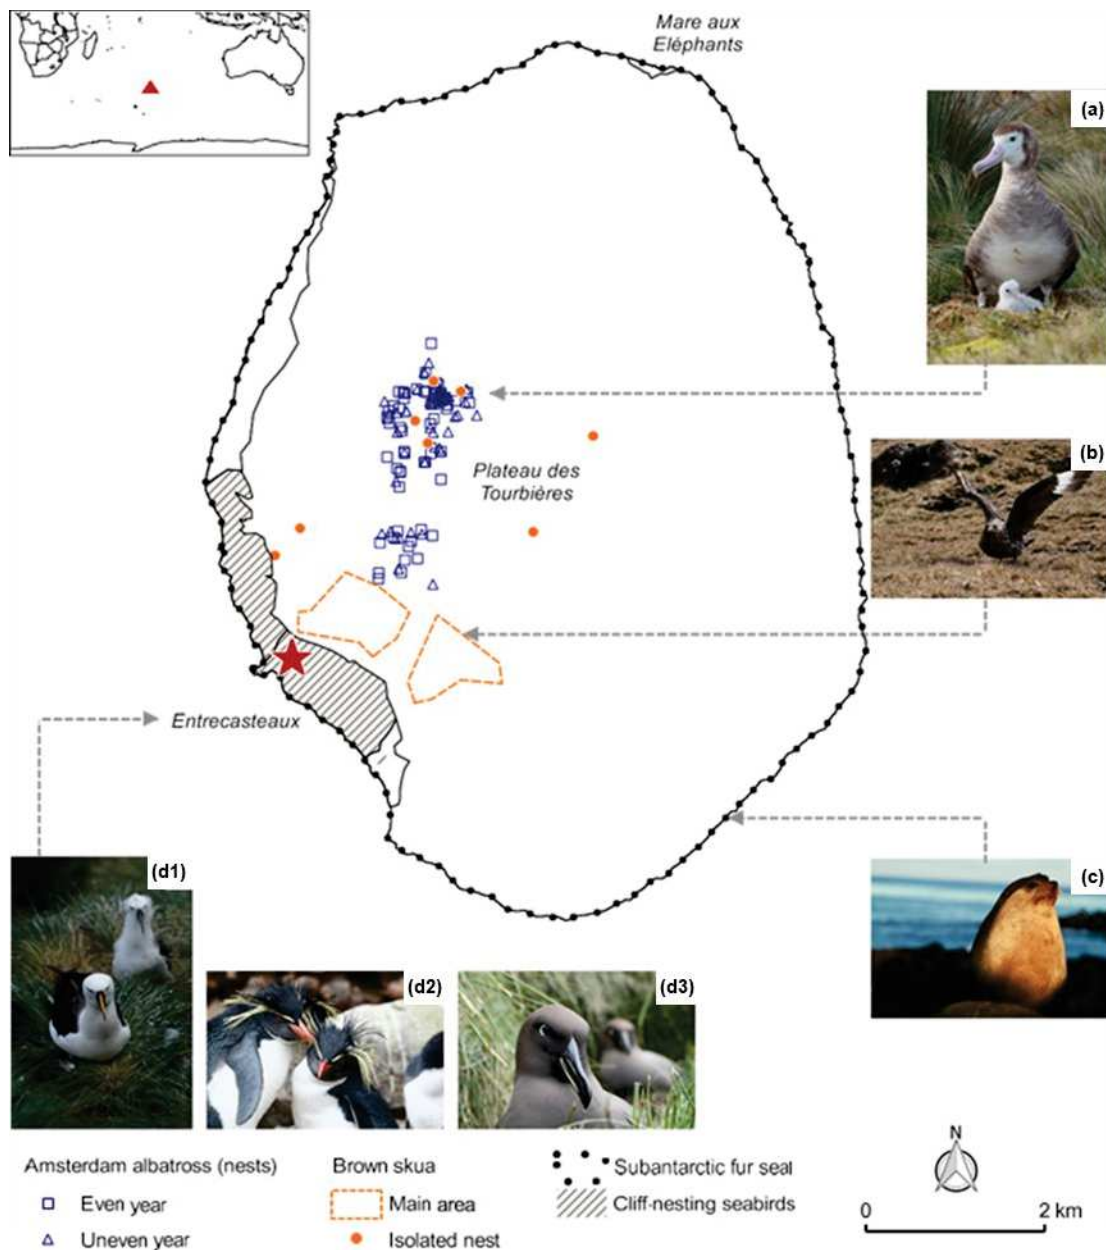 Mare aux
Eléphants
(a)
(b)
Plateau des
Tourbières
Entrecasteaux
(c)
(d1)
(d2)
(d3)
Amsterdam albatross (nests)
Even year
Uneven year
Brown skua
Main area
Isolated nest
Subantarctic fur seal
Cliff-nesting seabirds
N
0
2 km